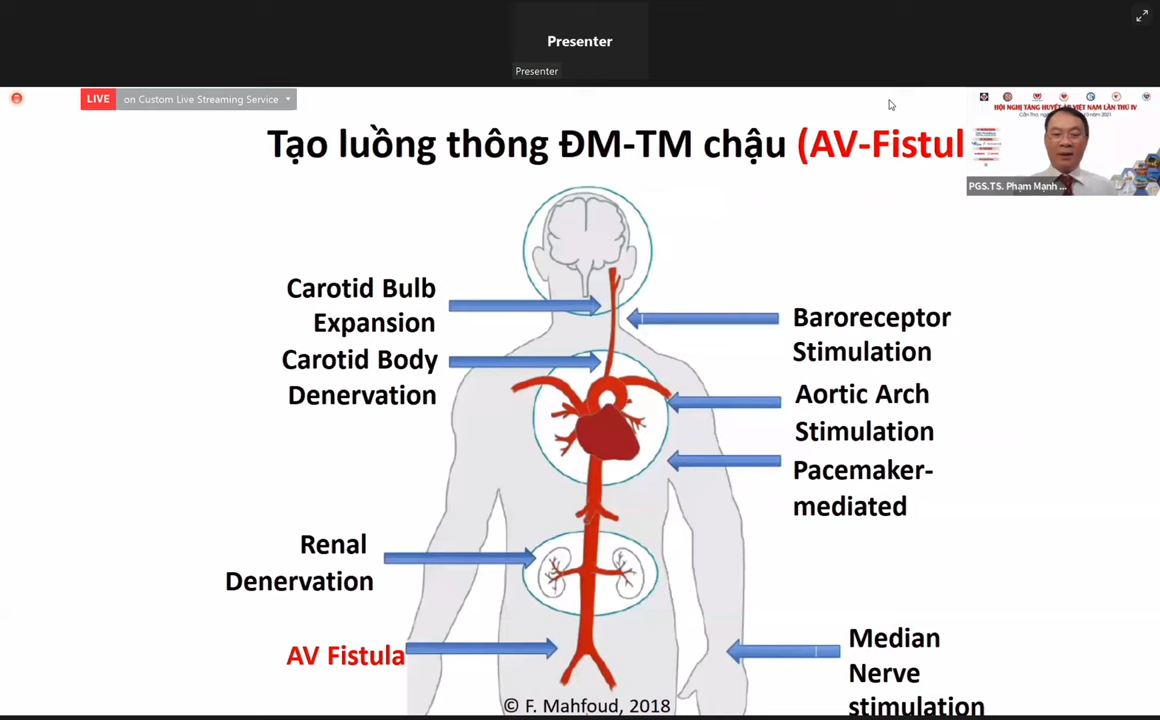 Presenter
Presenter
LIVE on Custom Live Streaming Service
HỘI NGHỊ TĂNG HUYẾT ÁP VIỆT NAM LẦN THỨ IV
PGS.TS. Phạm Mạnh ...
Tạo luồng thông ĐM-TM chậu (AV-Fistul
Carotid Bulb
Expansion
Carotid Body
Denervation
Baroreceptor
Stimulation
Aortic Arch
Stimulation
Pacemaker-
mediated
Renal
Denervation
AV Fistula
Median
Nerve
stimulation
© F. Mahfoud, 2018